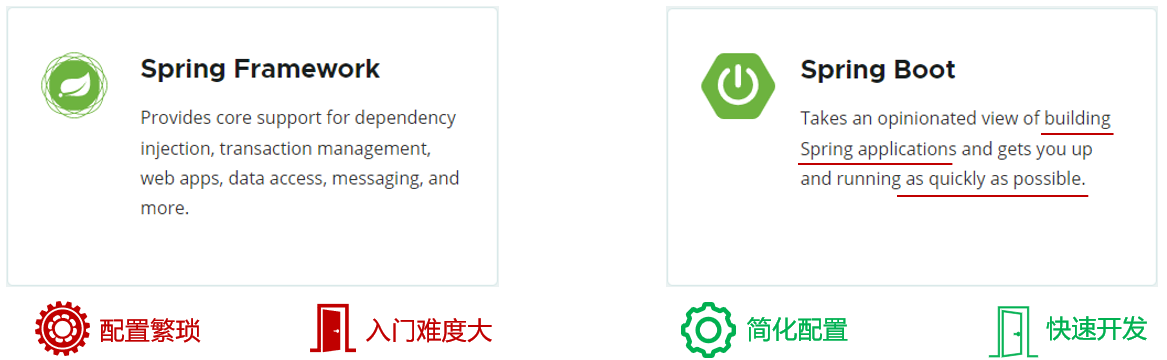 Spring Framework
Provides core support for dependency
injection, transaction management,
web apps, data access, messaging, and
more.
配置繁琐
入门难度大
Spring Boot
Takes an opinionated view of building
Spring applications and gets you up
and running as quickly as possible.
简化配置
快速开发